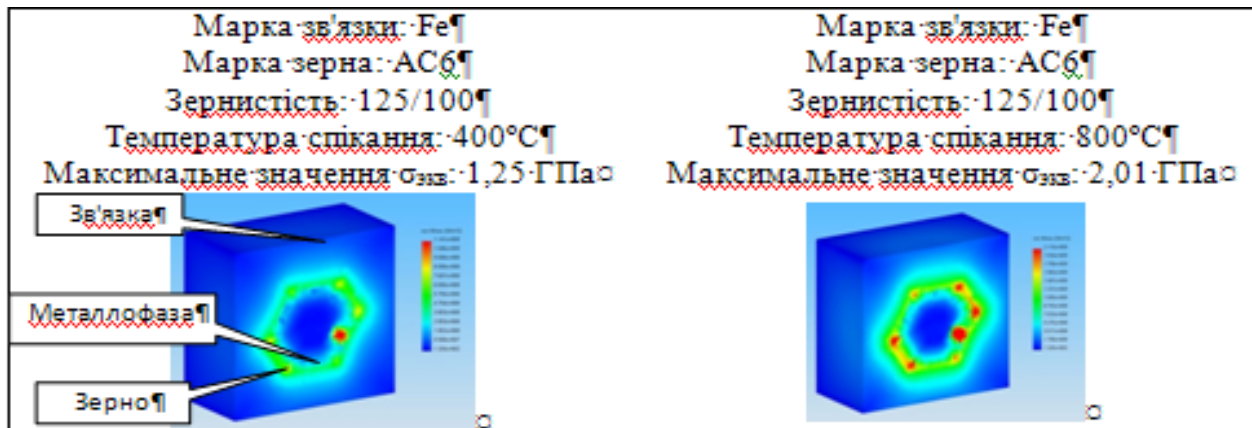 Марка зв'язки: Fe¶
Марка зерна: АС6¶
Зернистість: 125/100¶
Температура спікання: 400°С¶
Максимальне значення σэкв: 1,25 ГПа¤
Зв'язка¶
Металлофаза¶
Зерно¶
¤
Марка зв'язки: Fe¶
Марка зерна: АС6¶
Зернистість: 125/100¶
Температура спікання: 800°С¶
Максимальне значення σэкв: 2,01 ГПа¤
¤